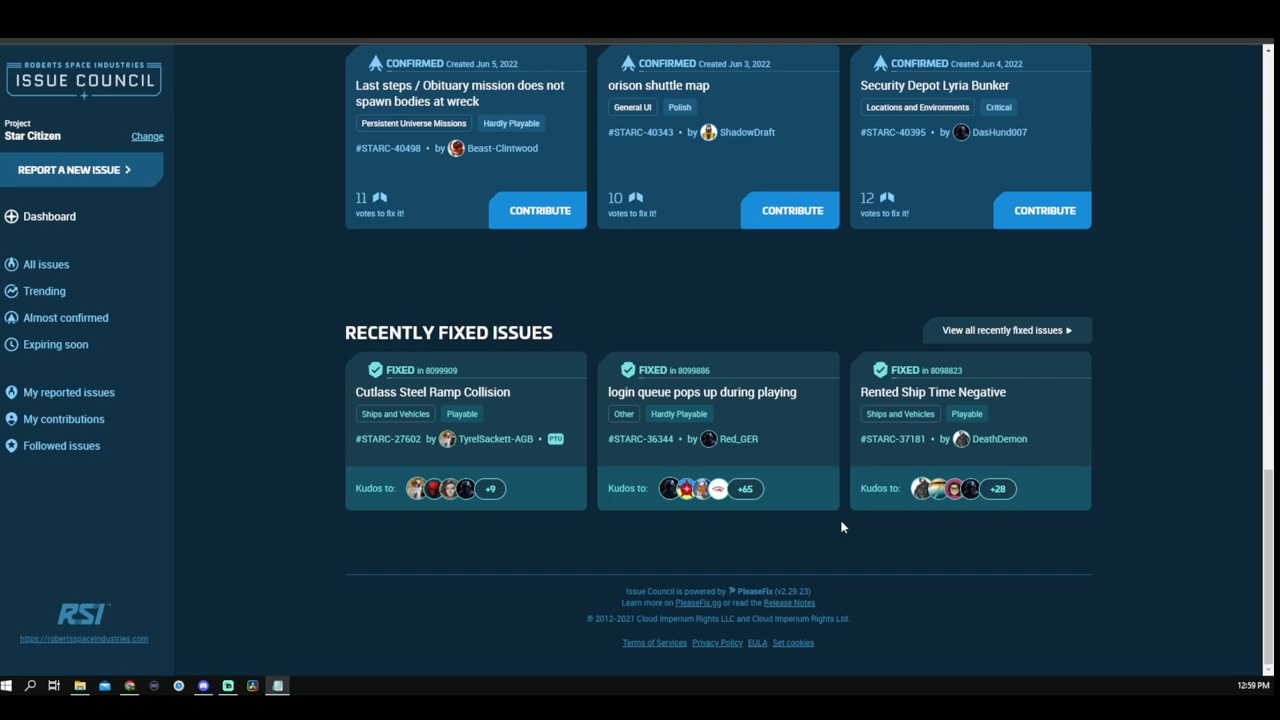 ROBERTS SPACE INDUSTRIES
ISSUE COUNCIL
Project
Star Citizen
Change
REPORT A NEW ISSUE
Dashboard
All issues
Trending
Almost confirmed
Expiring soon
My reported issues
My contributions
Followed issues
RSI
https://robertsspaceindustries.com
CONFIRMED Created Jun 5, 2022
Last steps / Obituary mission does not
spawn bodies at wreck
Persistent Universe Missions Hardly Playable
#STARC-40498 • by Beast-Clintwood
11
votes to fix it!
CONTRIBUTE
CONFIRMED Created Jun 3, 2022
orison shuttle map
General UI Polish
#STARC-40343 • by ShadowDraft
10
votes to fix it!
CONTRIBUTE
CONFIRMED Created Jun 4, 2022
Security Depot Lyria Bunker
Locations and Environments Critical
#STARC-40395 • by DasHund007
12
votes to fix it!
CONTRIBUTE
RECENTLY FIXED ISSUES
View all recently fixed issues
FIXED in 8099909
Cutlass Steel Ramp Collision
Ships and Vehicles Playable
#STARC-27602 by TyrelSackett-AGB • PTU
Kudos to: +9
FIXED in 8099886
login queue pops up during playing
Other Hardly Playable
#STARC-36344 • by Red_GER
Kudos to: +65
FIXED in 8098823
Rented Ship Time Negative
Ships and Vehicles Playable
#STARC-37181 • by DeathDemon
Kudos to: +28
Issue Council is powered by PleaseFix (v2.29.23)
Learn more on PleaseFix.gg or read the Release Notes
© 2012-2021 Cloud Imperium Rights LLC and Cloud Imperium Rights Ltd.
Terms of Services Privacy Policy EULA Set cookies
12:59 PM